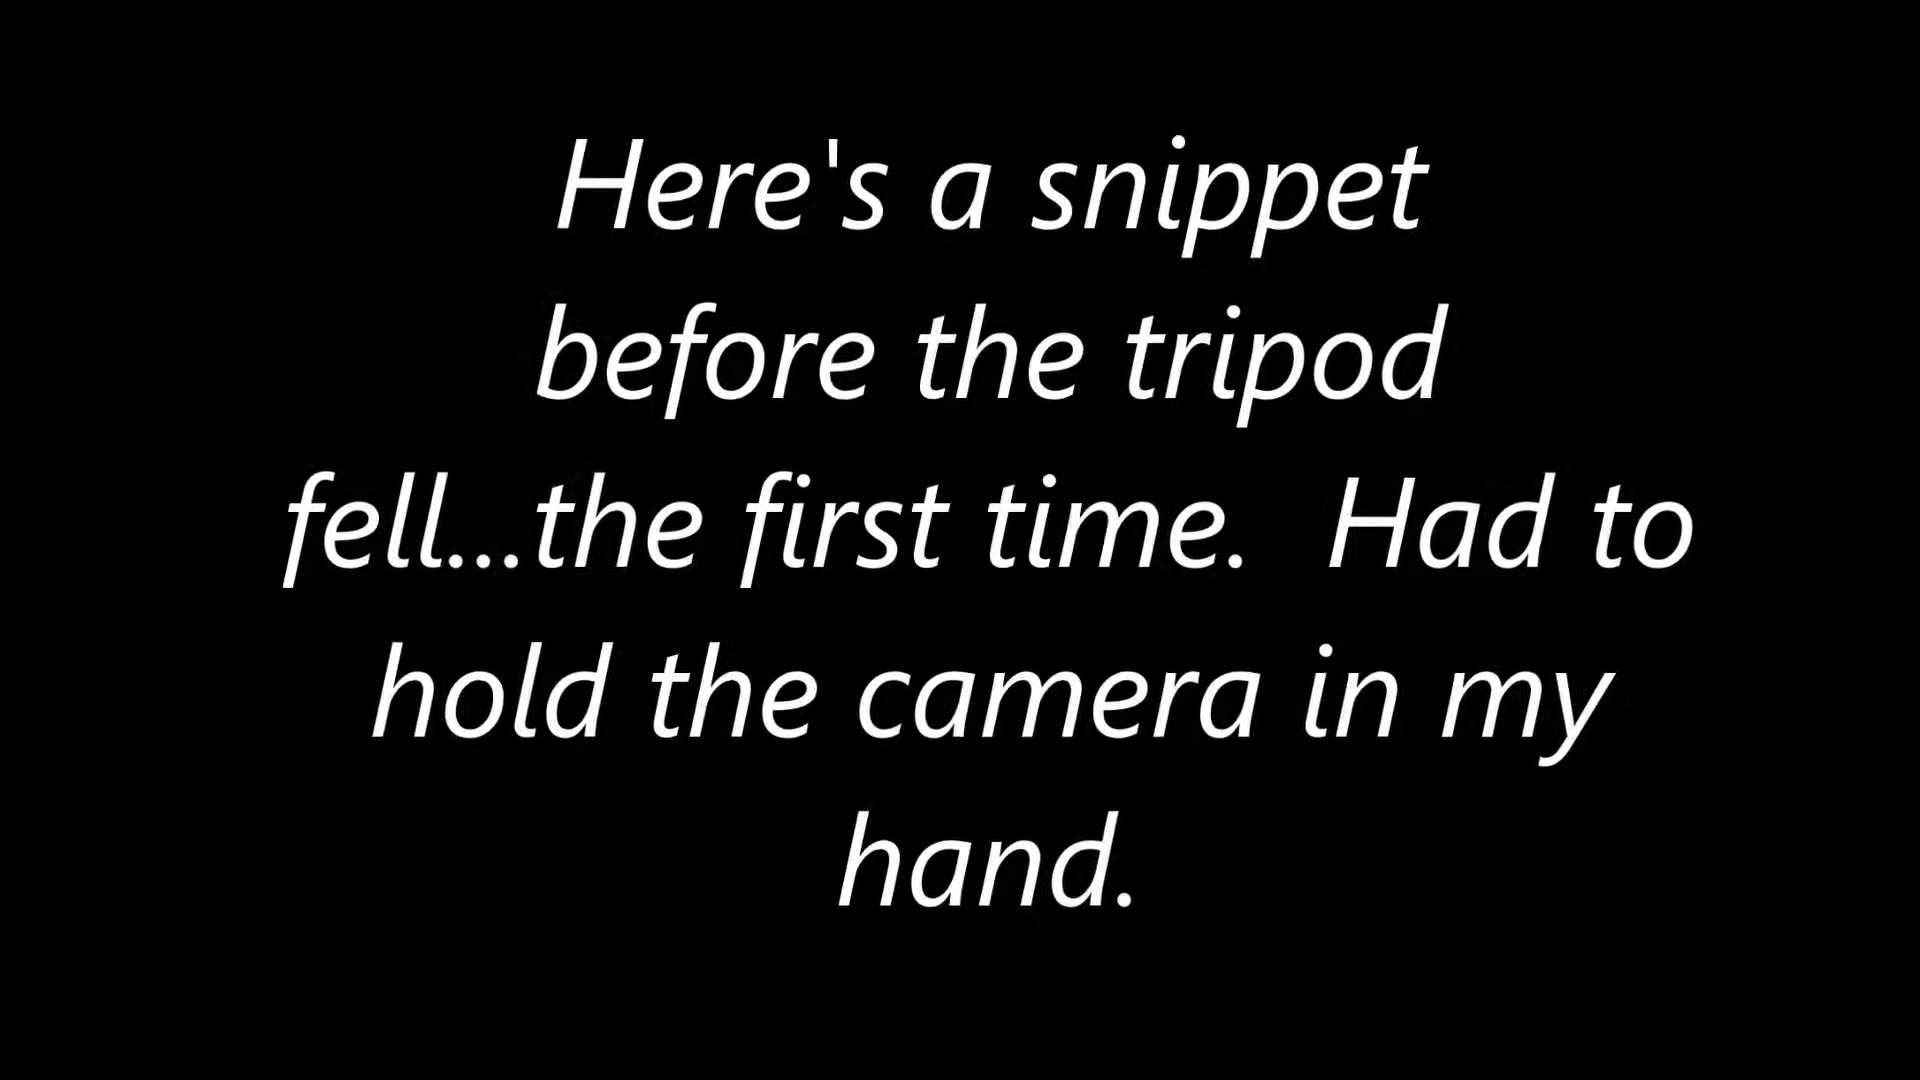 Here's a snippet
before the tripod
fell...the first time.  Had to
hold the camera in my
hand.